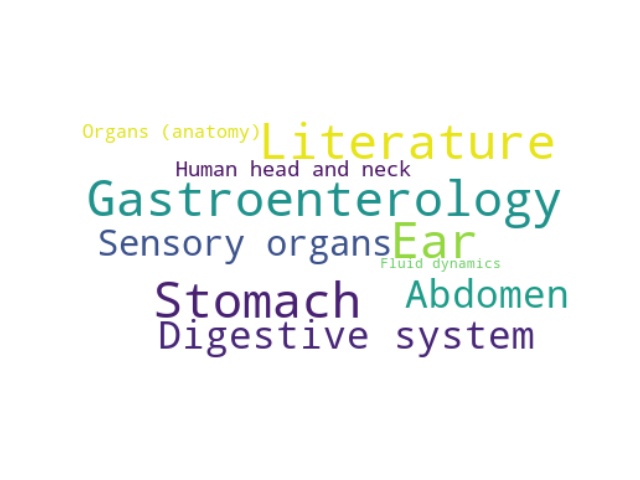 Organs (anatomy) Literature
Human head and neck
Gastroenterology
Sensory organs Ear
Fluid dynamics
Stomach Abdomen
Digestive system